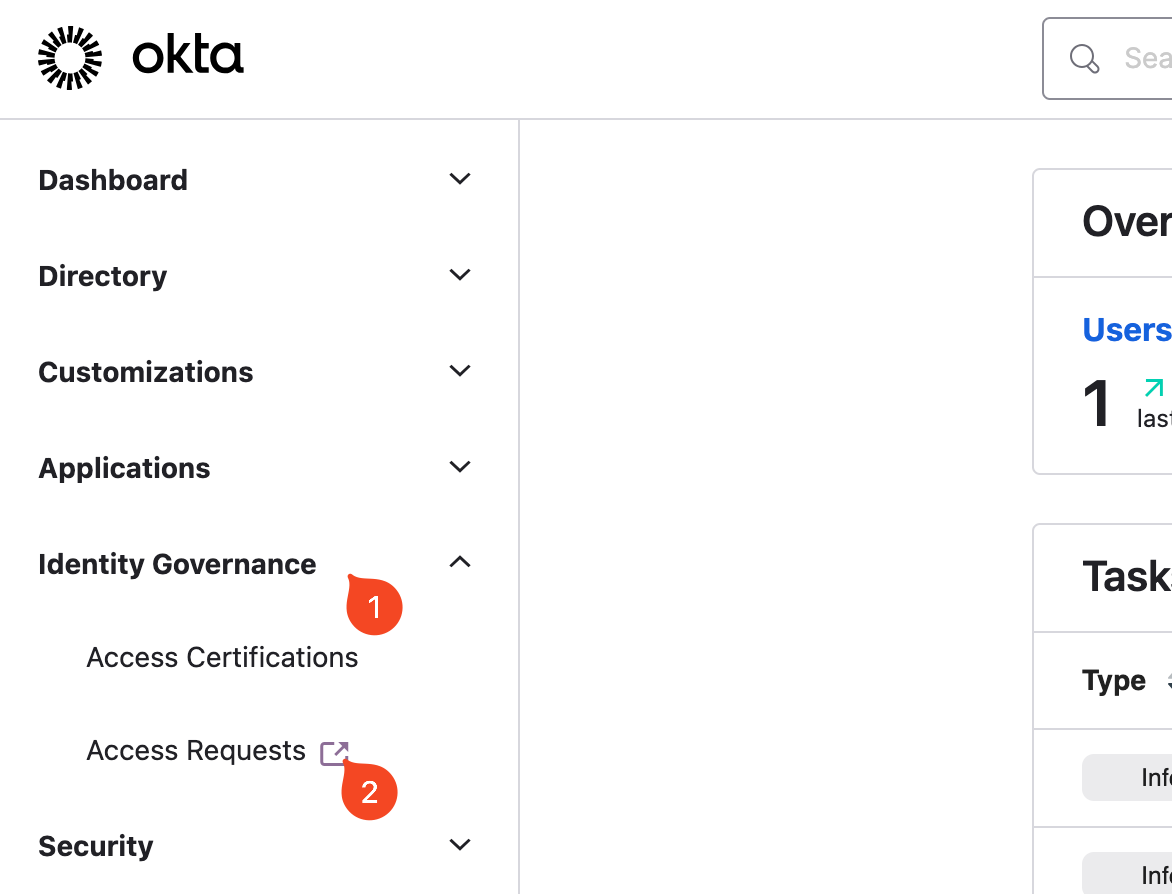 okta
Sea
Dashboard
Directory
Customizations
Applications
Identity Governance
1
Access Certifications
Access Requests
2
Security
Over
Users
1
last
Tasks
Type
Info
Info